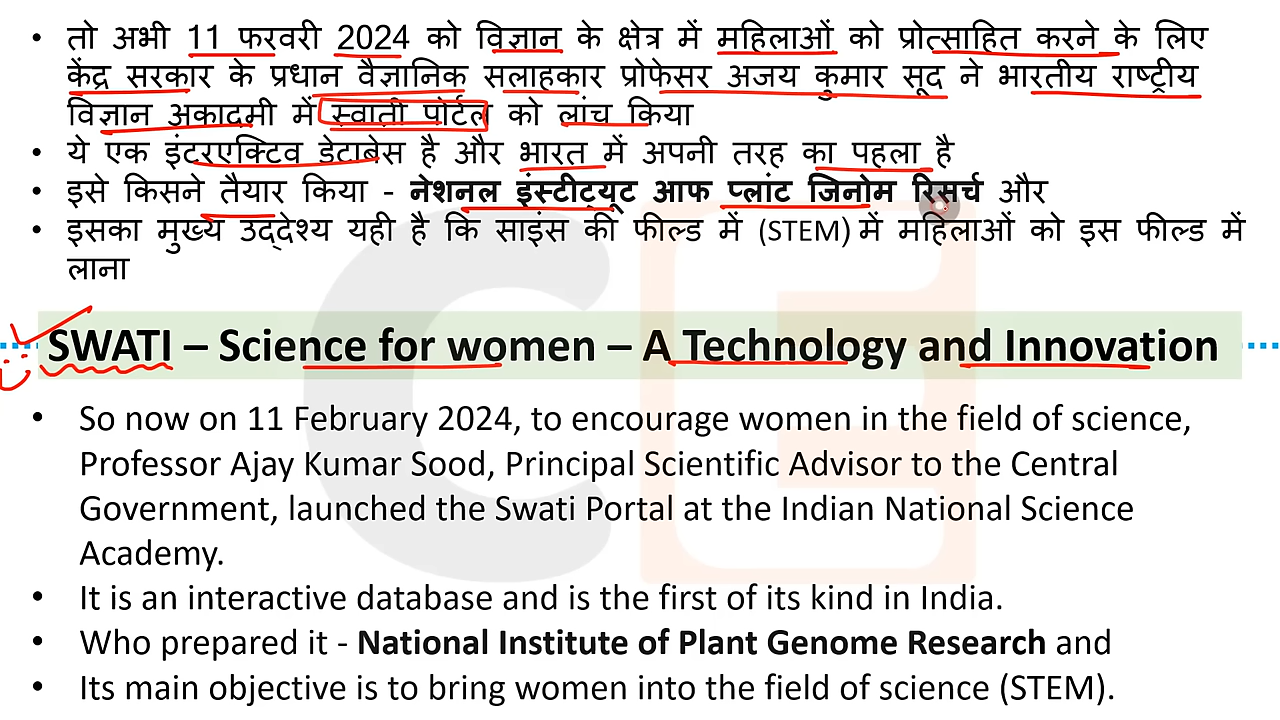 • तो अभी 11 फरवरी 2024 को विज्ञान के क्षेत्र में महिलाओं को प्रोत्साहित करने के लिए
केंद्र सरकार के प्रधान वैज्ञानिक सलाहकार प्रोफेसर अजय कुमार सूद ने भारतीय राष्ट्रीय
विज्ञान अकादमी में स्वाती पोर्टल को लांच किया
• ये एक इंटरएक्टिव डेटाबेस है और भारत में अपनी तरह का पहला है
• इसे किसने तैयार किया - नेशनल इंस्टीट्यूट आफ प्लांट जिनोम रिसर्च और
• इसका मुख्य उद्देश्य यही है कि साइंस की फील्ड में (STEM) में महिलाओं को इस फील्ड में
लाना
SWATI – Science for women – A Technology and Innovation
• So now on 11 February 2024, to encourage women in the field of science,
Professor Ajay Kumar Sood, Principal Scientific Advisor to the Central
Government, launched the Swati Portal at the Indian National Science
Academy.
• It is an interactive database and is the first of its kind in India.
• Who prepared it - National Institute of Plant Genome Research and
• Its main objective is to bring women into the field of science (STEM).